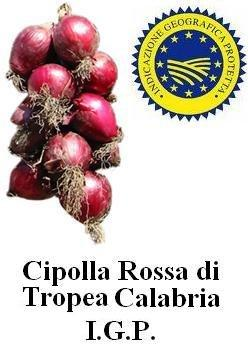 INDICAZIONE GEOGRAFICA PROTETTA
Cipolla Rossa di
Tropea Calabria
I.G.P.